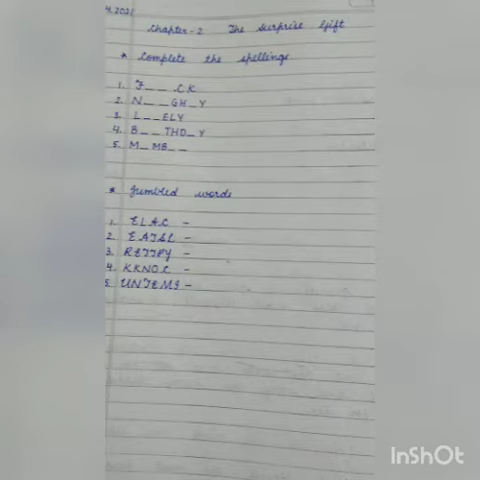 4.2021
Chapter-2 The Surprise Gift
* Complete the spellings
1. F _ _ CK
2. N _ _ GH _ Y
3. L _ _ ELY
4. B _ _ THD _ Y
5. M _ MB _ _
* Jumbled words
1. ELAC -
2. EATSL -
3. RETTPY -
4. KKNOC -
5. UNTEMI -
InShOt